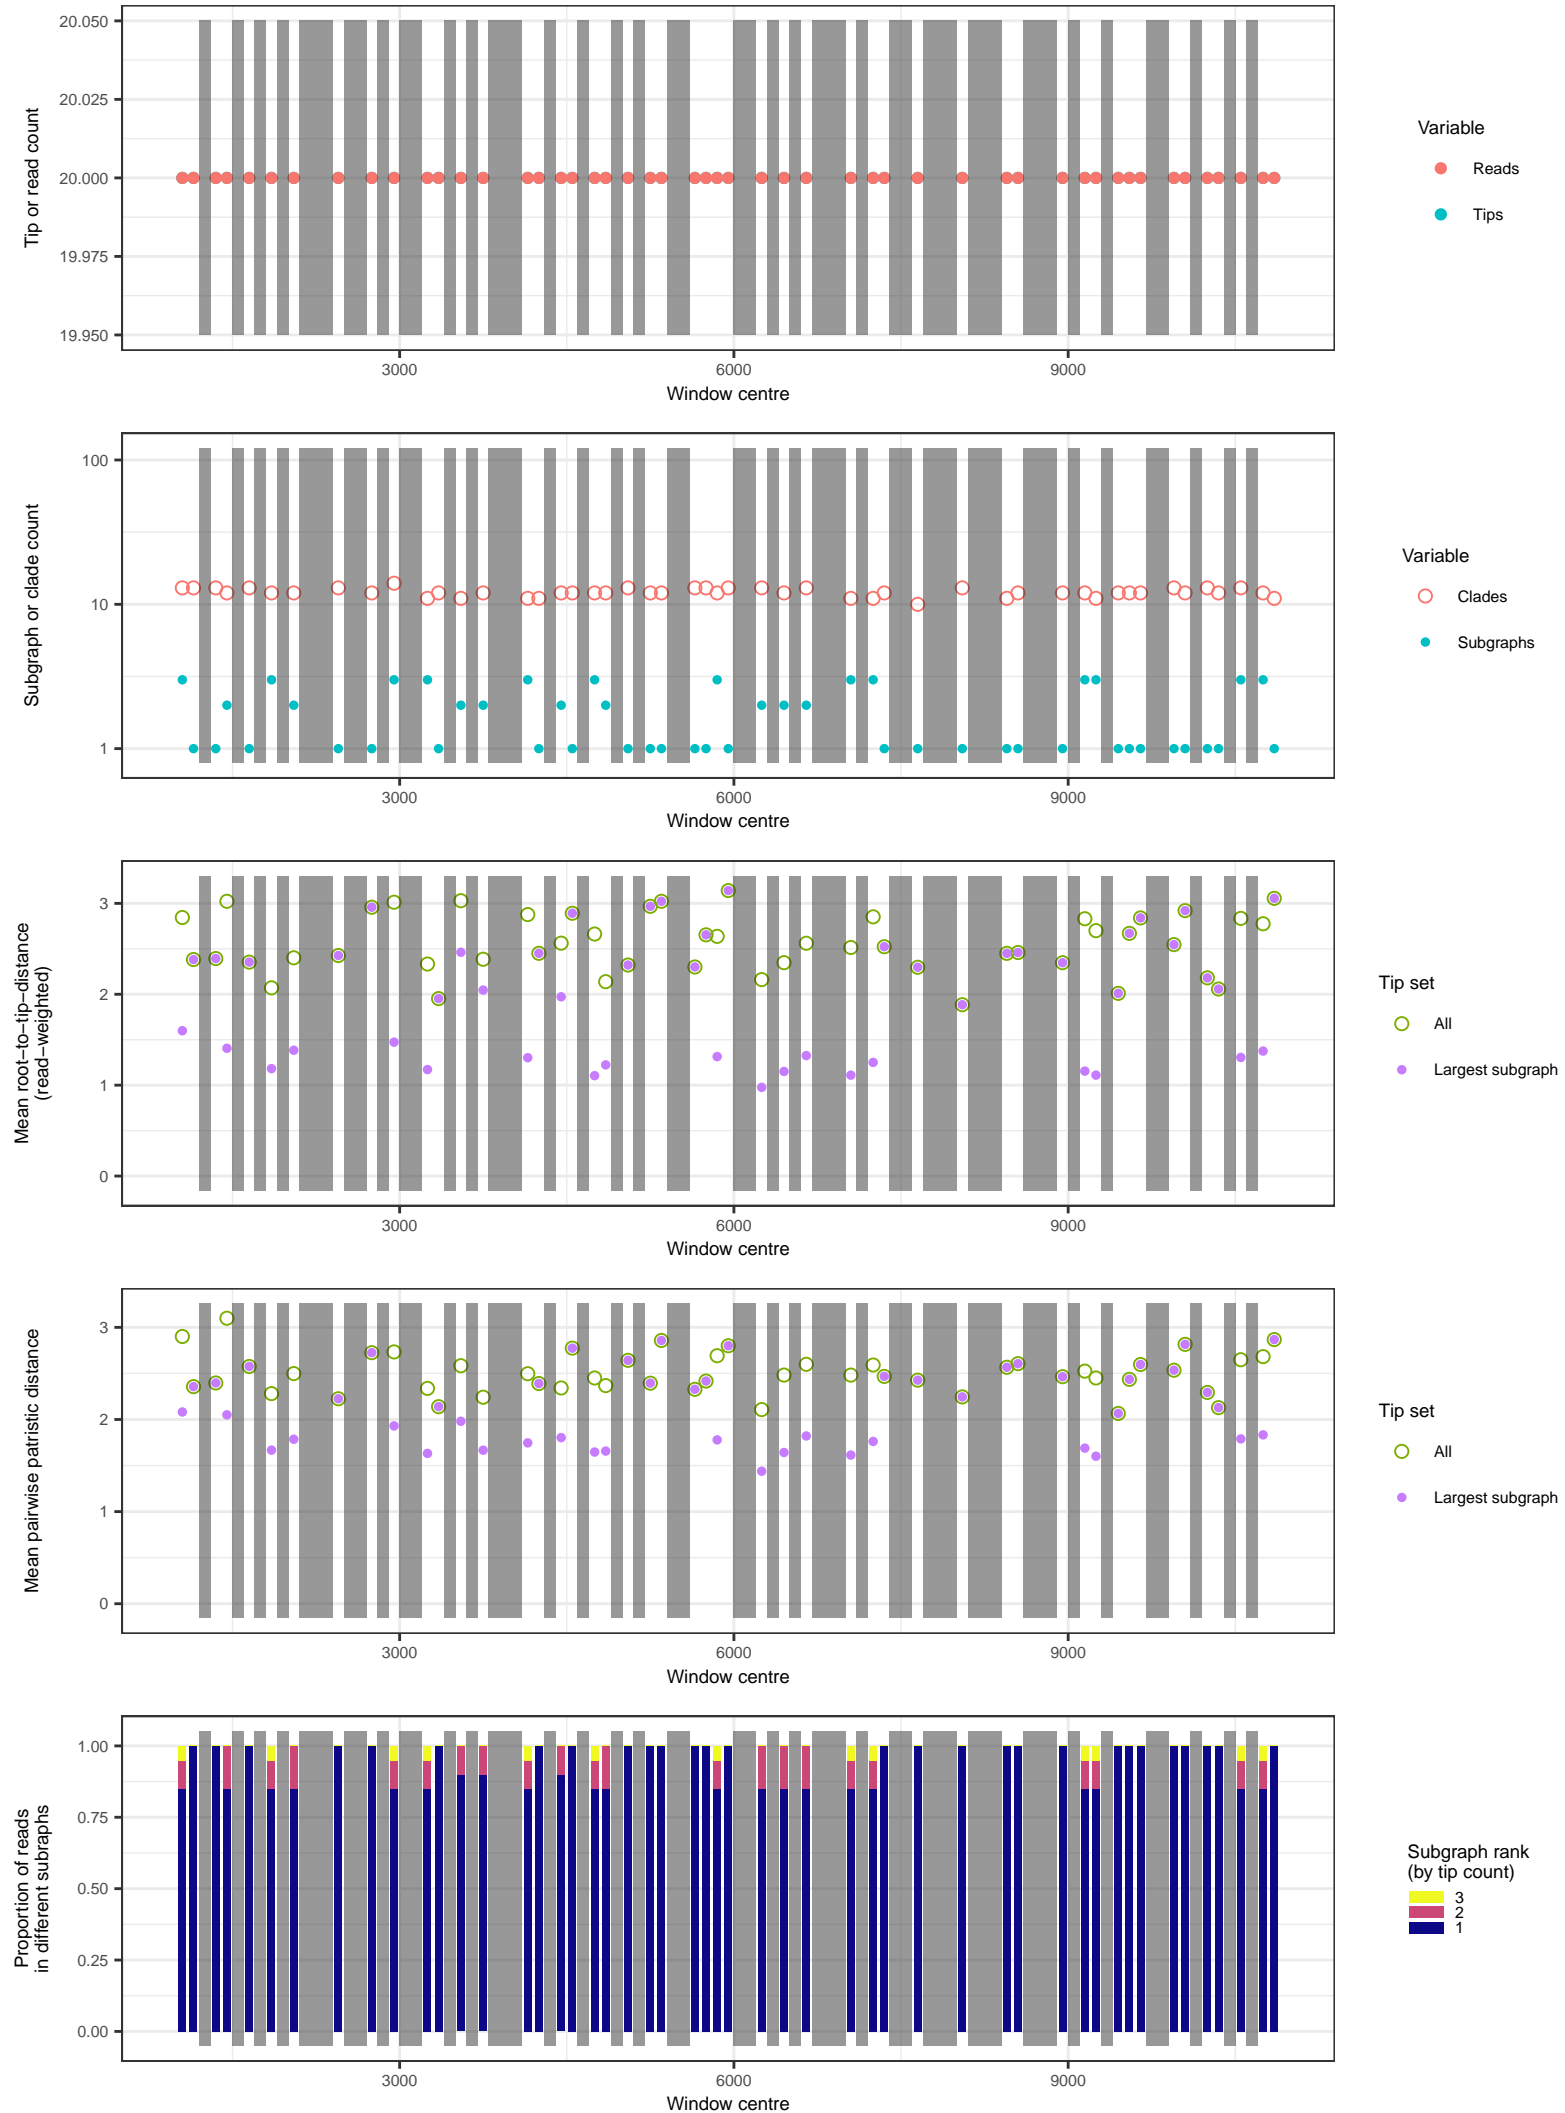 20.050
20.025
20.000
19.975
19.950
Tip or read count
3000 6000 9000
Window centre
Variable
Reads
Tips
100
10
1
Subgraph or clade count
3000 6000 9000
Window centre
Variable
Clades
Subgraphs
3
2
1
0
Mean root−to−tip−distance
(read−weighted)
3000 6000 9000
Window centre
Tip set
All
Largest subgraph
3
2
1
0
Mean pairwise patristic distance
3000 6000 9000
Window centre
Tip set
All
Largest subgraph
1.00
0.75
0.50
0.25
0.00
Proportion of reads
in different subraphs
3000 6000 9000
Window centre
Subgraph rank
(by tip count)
3
2
1